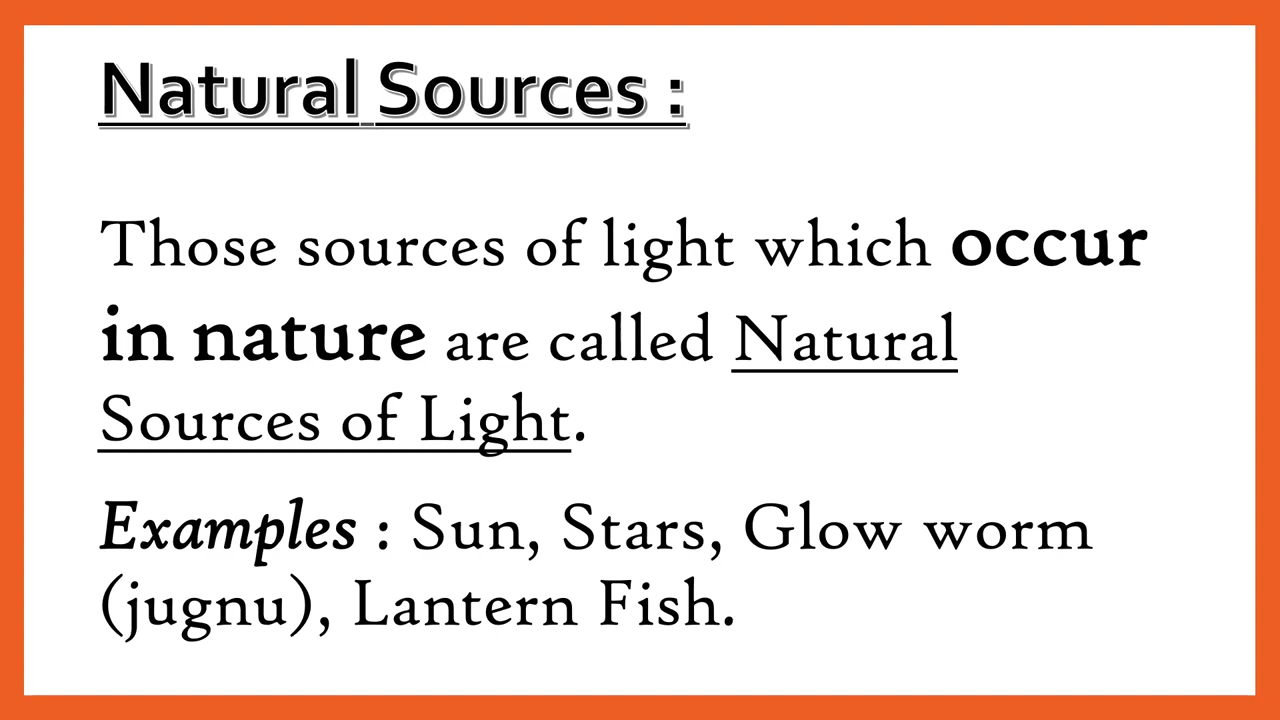 Natural Sources :
Those sources of light which occur
in nature are called Natural
Sources of Light.
Examples : Sun, Stars, Glow worm
(jugnu), Lantern Fish.